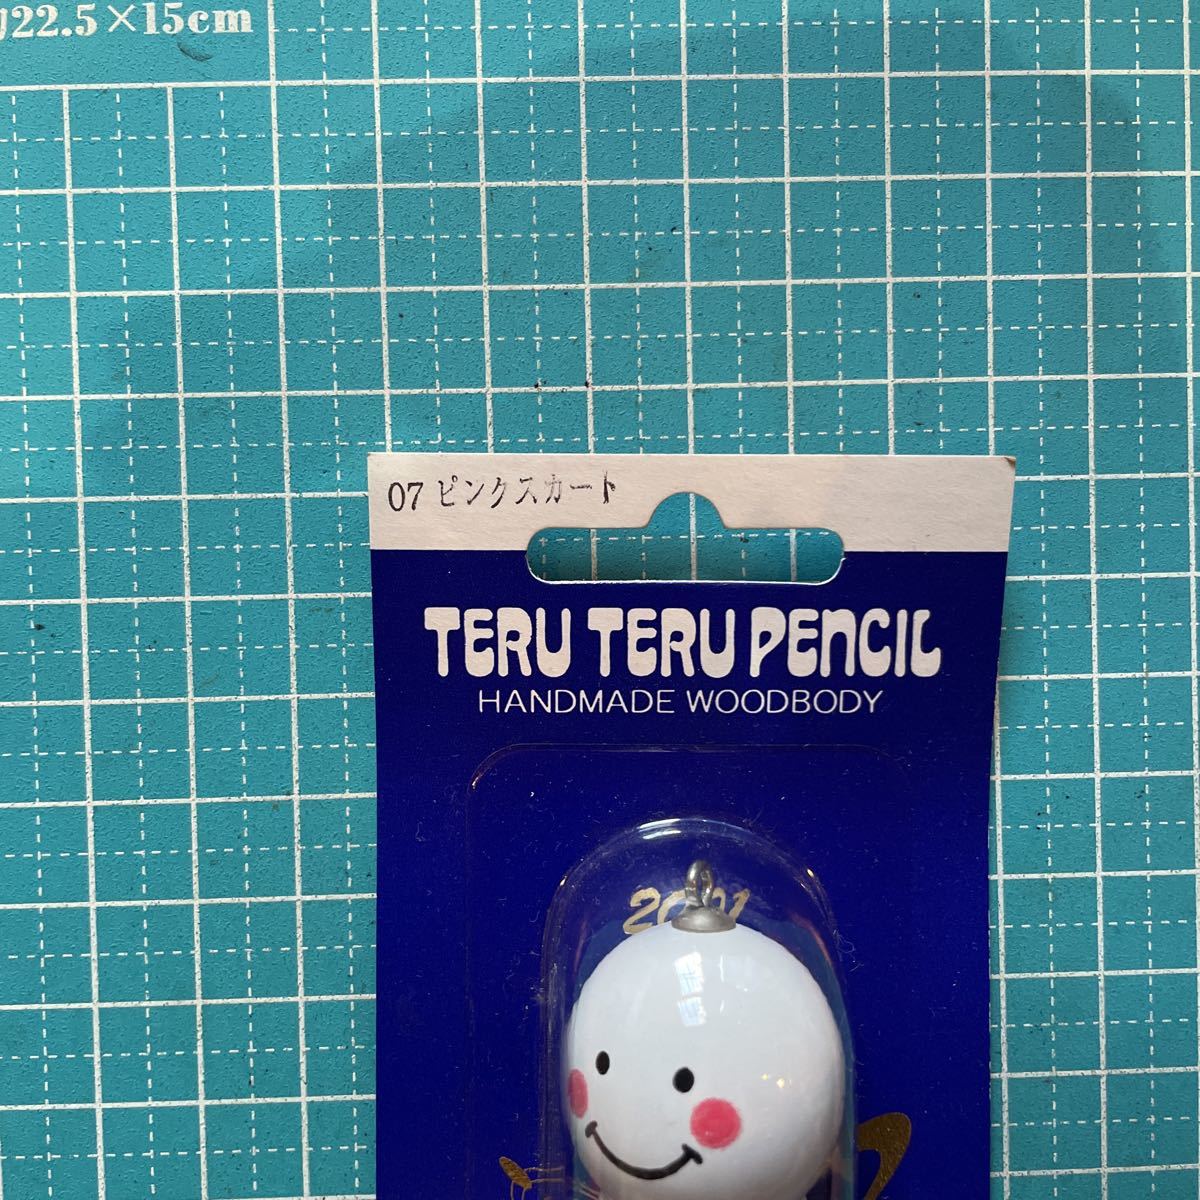 22.5×15cm
07 ピンクスカート
TERU TERU PENCIL
HANDMADE WOODBODY